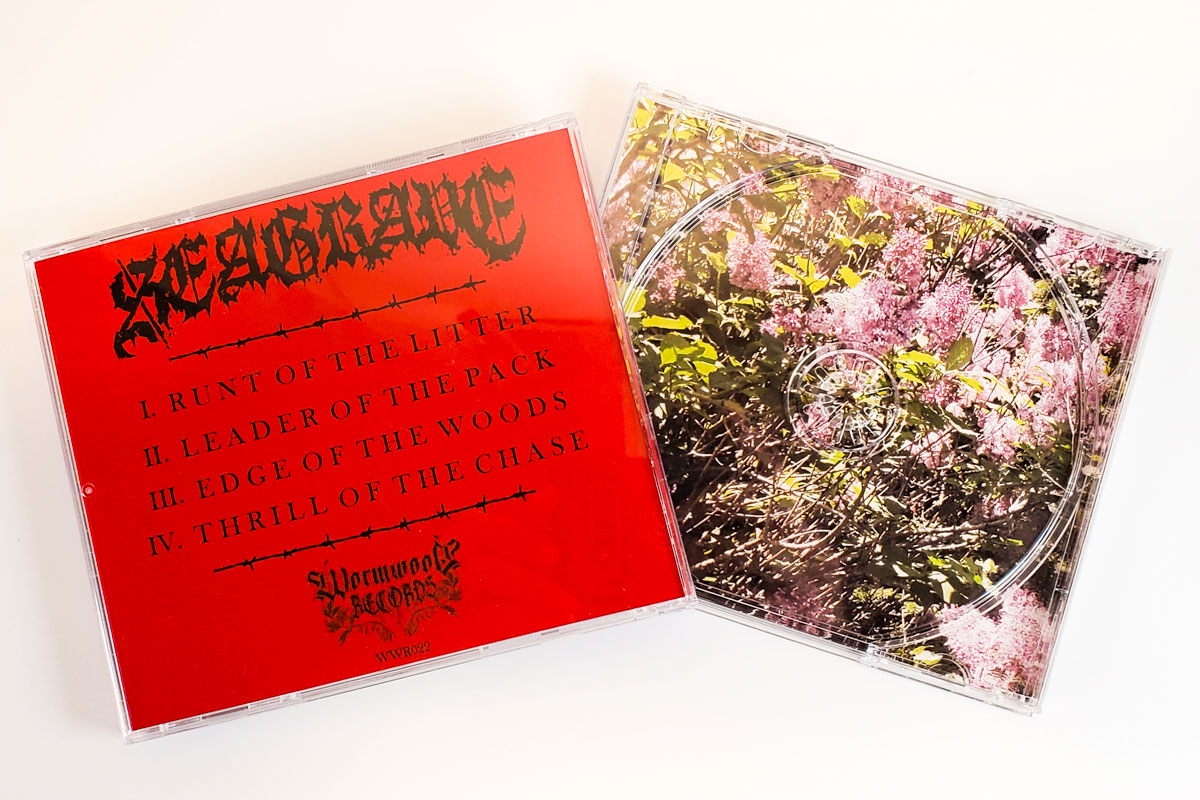 SEAGRAVE
I. RUNT OF THE LITTER
II. LEADER OF THE PACK
III. EDGE OF THE WOODS
IV. THRILL OF THE CHASE
Wormwood
RECORDS
WWR022